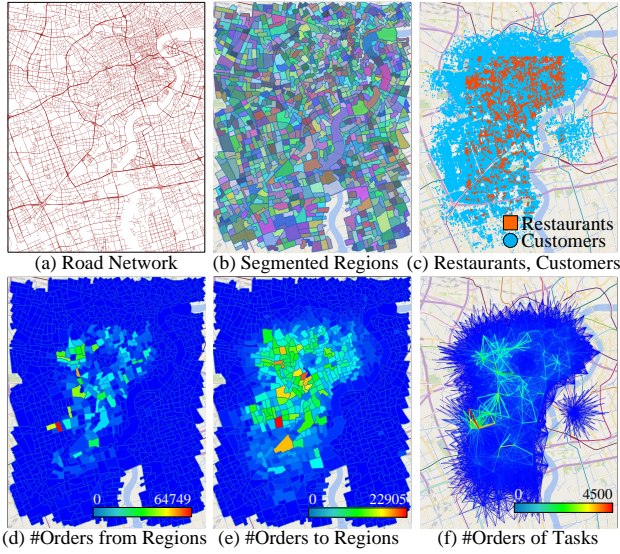 Restaurants
Customers
(a) Road Network
(b) Segmented Regions
(c) Restaurants, Customers
0 64749
0 22905
0 4500
(d) #Orders from Regions
(e) #Orders to Regions
(f) #Orders of Tasks